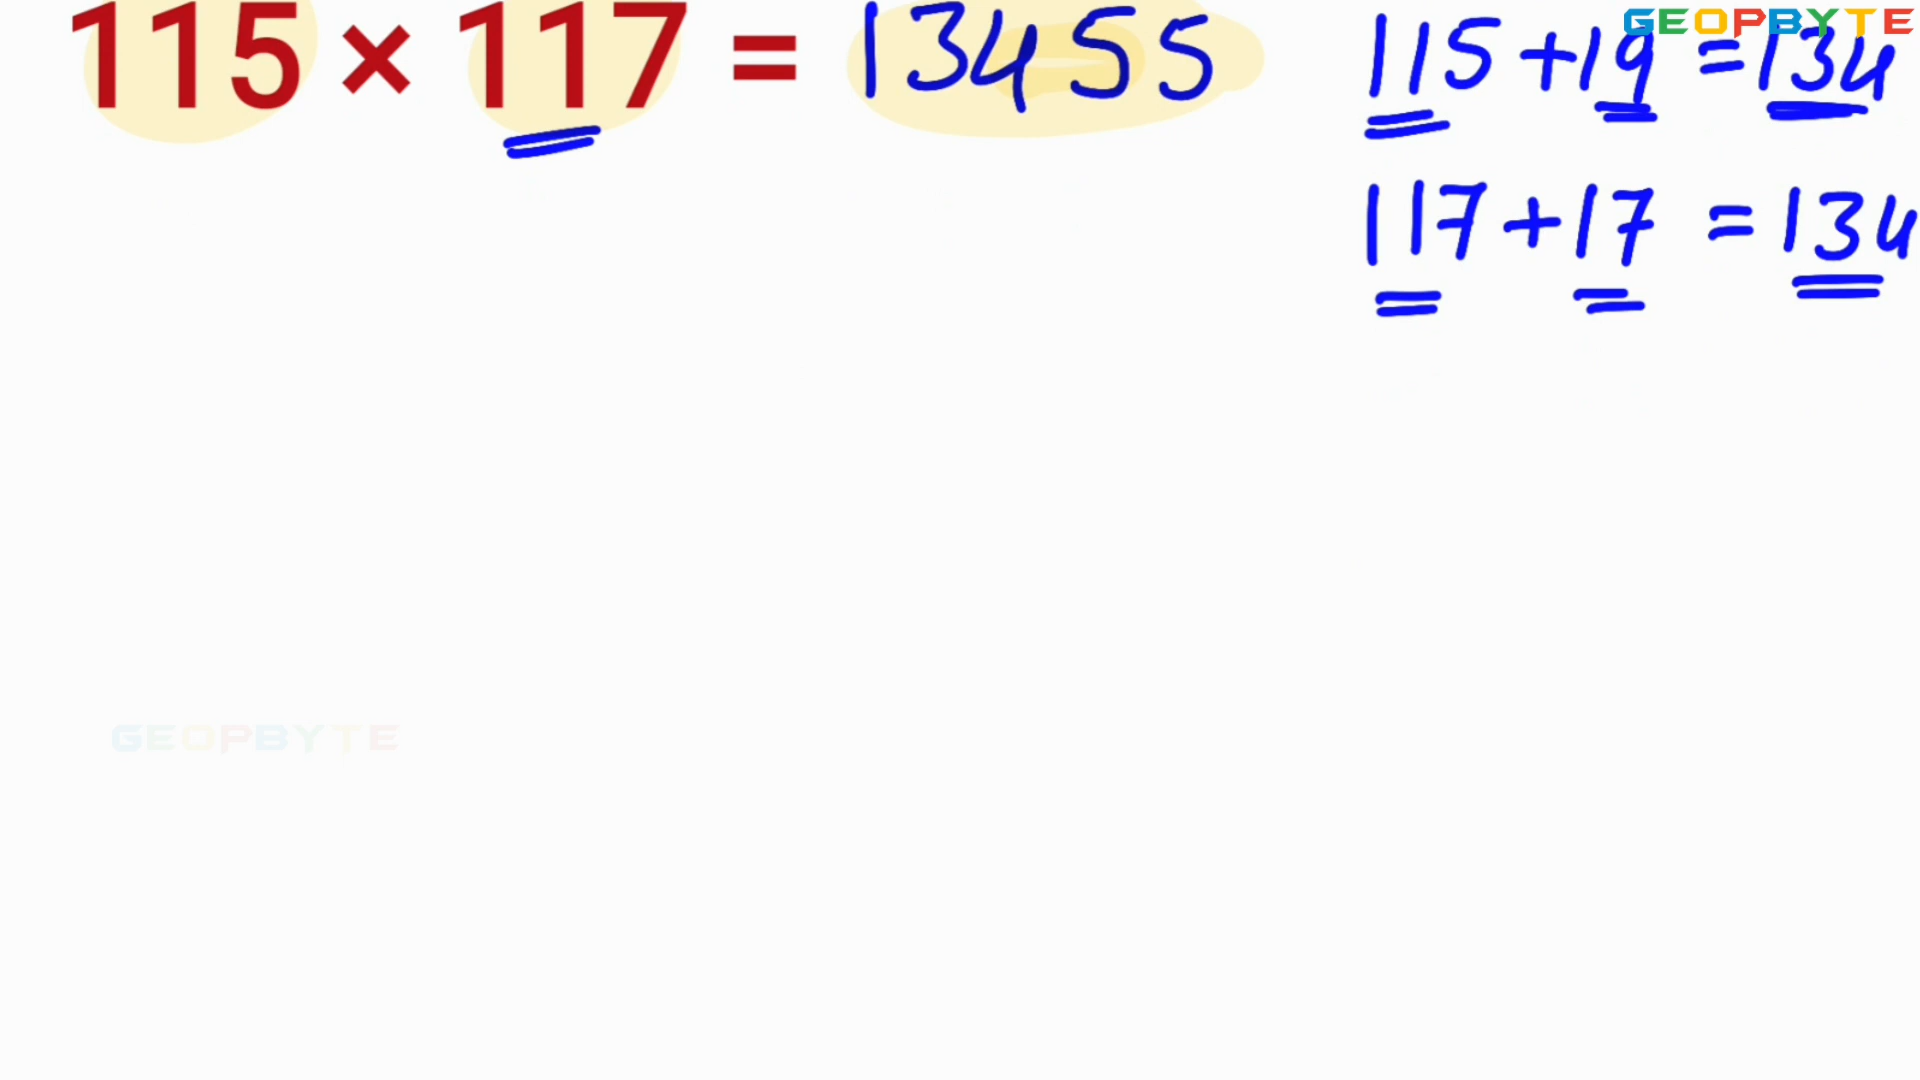 115 × 117 = 13455
GEOPBYTE
115 + 19 = 134
117 + 17 = 134
GEOPBYTE